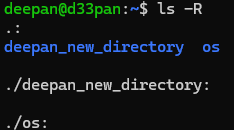 deepan@d33pan:~$ ls -R
.:
deepan_new_directory  os

./deepan_new_directory:

./os: